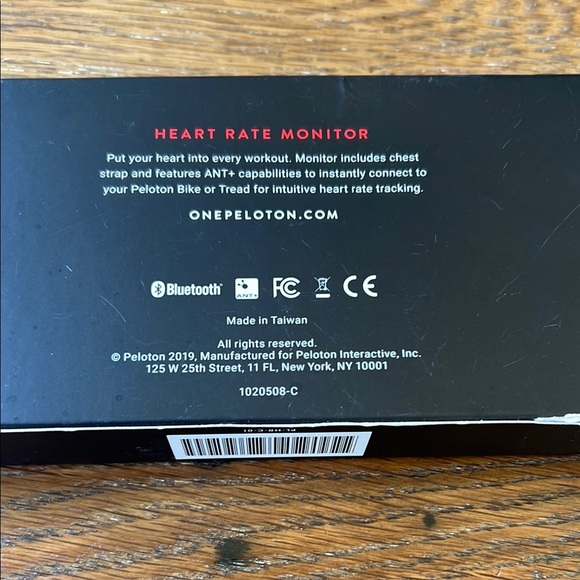 HEART RATE MONITOR
Put your heart into every workout. Monitor includes chest
strap and features ANT+ capabilities to instantly connect to
your Peloton Bike or Tread for intuitive heart rate tracking.
ONEPELOTON.COM
Bluetooth® ANT+ FC CE
Made in Taiwan
All rights reserved.
© Peloton 2019, Manufactured for Peloton Interactive, Inc.
125 W 25th Street, 11 FL, New York, NY 10001
1020508-C
PL-HR-C-01